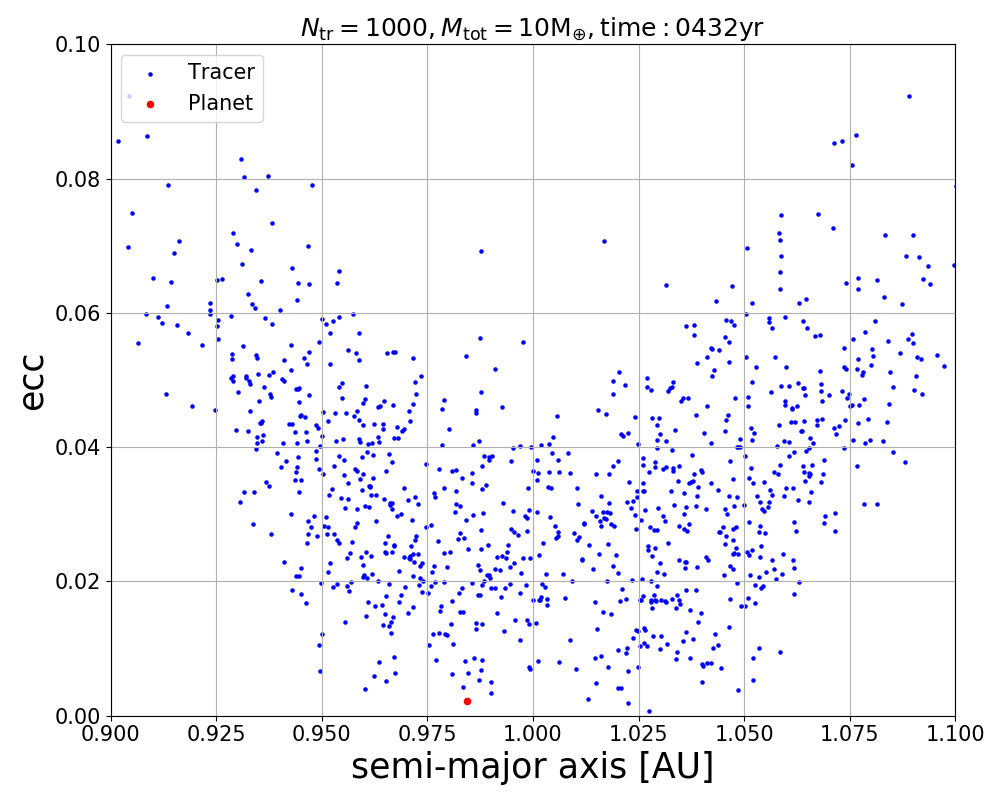 N_tr = 1000, M_tot = 10M_⊕, time : 0432yr
Tracer
Planet
0.10
0.08
0.06
0.04
0.02
0.00
ecc
0.900 0.925 0.950 0.975 1.000 1.025 1.050 1.075 1.100
semi-major axis [AU]